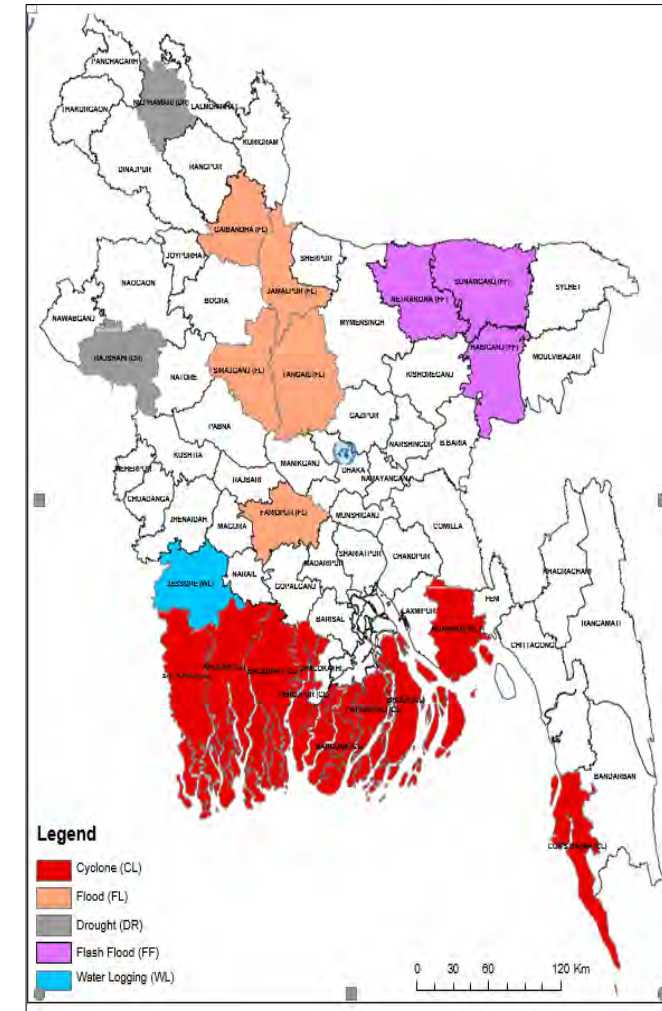 PANCHAGARH
THAKURGAON
LALMONIRHAT
KURIGRAM
DINAJPUR
RANGPUR
GAIBANDHA (FL)
JOYPURHAT
SHERPUR
JAMALPUR (FL)
NAOGAON
BOGRA
NETRAKONA (FF)
SUNAMGANJ (FF)
SYLHET
NAWABGANJ
MYMENSINGH
HABIGANJ (FF)
MOULVIBAZAR
RAJSHAHI (DR)
NATORE
SIRAJGANJ (FL)
TANGAIL (FL)
KISHOREGANJ
GAZIPUR
PABNA
NARSHINGDI
B.BARIA
KUSHTIA
MANIKGANJ
DHAKA
MEHERPUR
RAJBARI
NARAYANGANJ
CHUADANGA
FARIDPUR (FL)
MUNSHIGANJ
JHENAIDAH
MAGURA
COMILLA
SHARIATPUR
CHANDPUR
MADARIPUR
KHAGRACHARI
JESSORE (WL)
NARAIL
GOPALGANJ
FENI
BARISAL
LAXMIPUR
RANGAMATI
CHITTAGONG
BANDARBAN
Legend
Cyclone (CL)
Flood (FL)
Drought (DR)
Flash Flood (FF)
Water Logging (WL)
0 30 60 120 Km